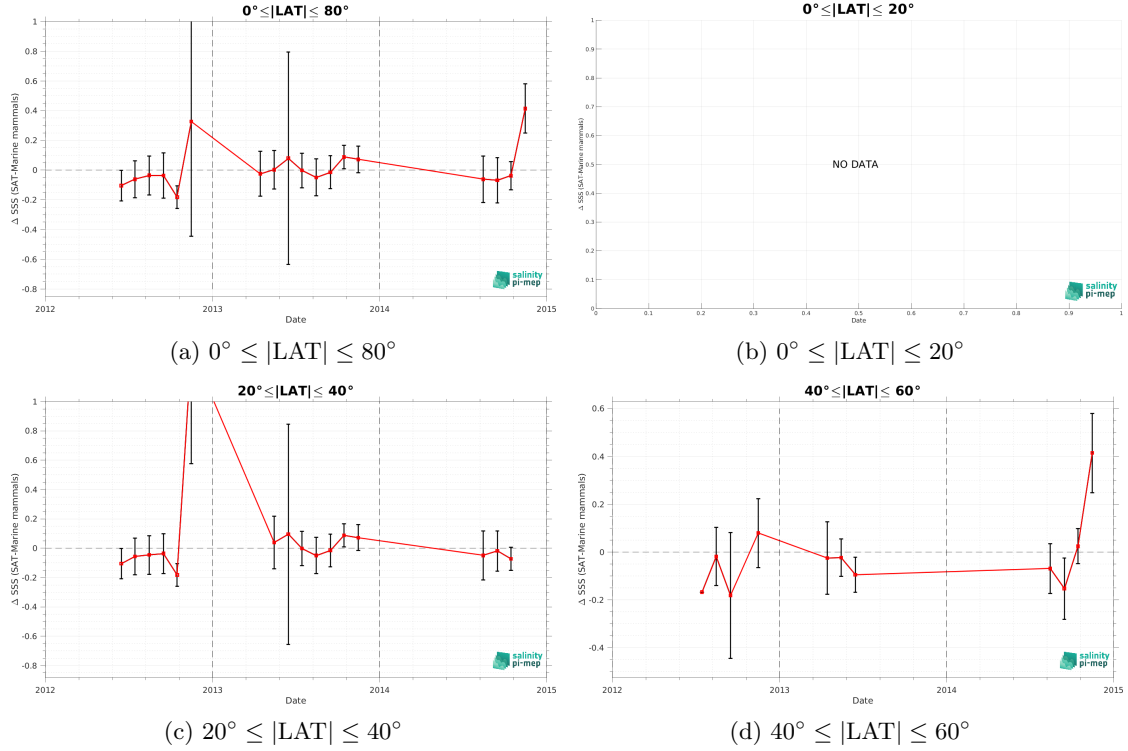 0°≤|LAT|≤ 80°
1
0.8
0.6
0.4
0.2
0
-0.2
-0.4
-0.6
-0.8
Δ SSS (SAT-Marine mammals)
2012
2013
2014
2015
Date
salinity
pi-mep
(a) 0° ≤ |LAT| ≤ 80°
0°≤|LAT|≤ 20°
1
0.9
0.8
0.7
0.6
0.5
0.4
0.3
0.2
0.1
0
Δ SSS (SAT-Marine mammals)
NO DATA
0
0.1
0.2
0.3
0.4
0.5
0.6
0.7
0.8
0.9
1
Date
salinity
pi-mep
(b) 0° ≤ |LAT| ≤ 20°
20°≤|LAT|≤ 40°
1
0.8
0.6
0.4
0.2
0
-0.2
-0.4
-0.6
-0.8
Δ SSS (SAT-Marine mammals)
2012
2013
2014
2015
Date
salinity
pi-mep
(c) 20° ≤ |LAT| ≤ 40°
40°≤|LAT|≤ 60°
0.6
0.4
0.2
0
-0.2
-0.4
Δ SSS (SAT-Marine mammals)
2012
2013
2014
2015
Date
salinity
pi-mep
(d) 40° ≤ |LAT| ≤ 60°